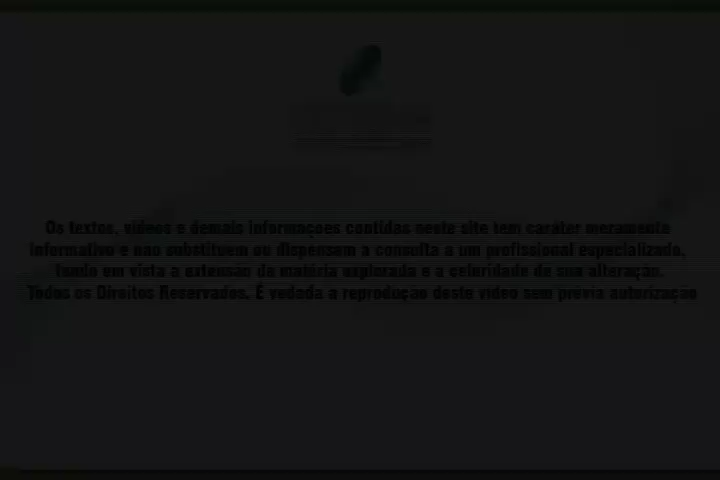 Os textos, vídeos e demais informações contidas neste site tem caráter meramente
informativo e não substituem ou dispensam a consulta a um profissional especializado,
tendo em vista a extensão da matéria explorada e a celeridade de sua alteração.
Todos os Direitos Reservados. É vedada a reprodução deste vídeo sem prévia autorização